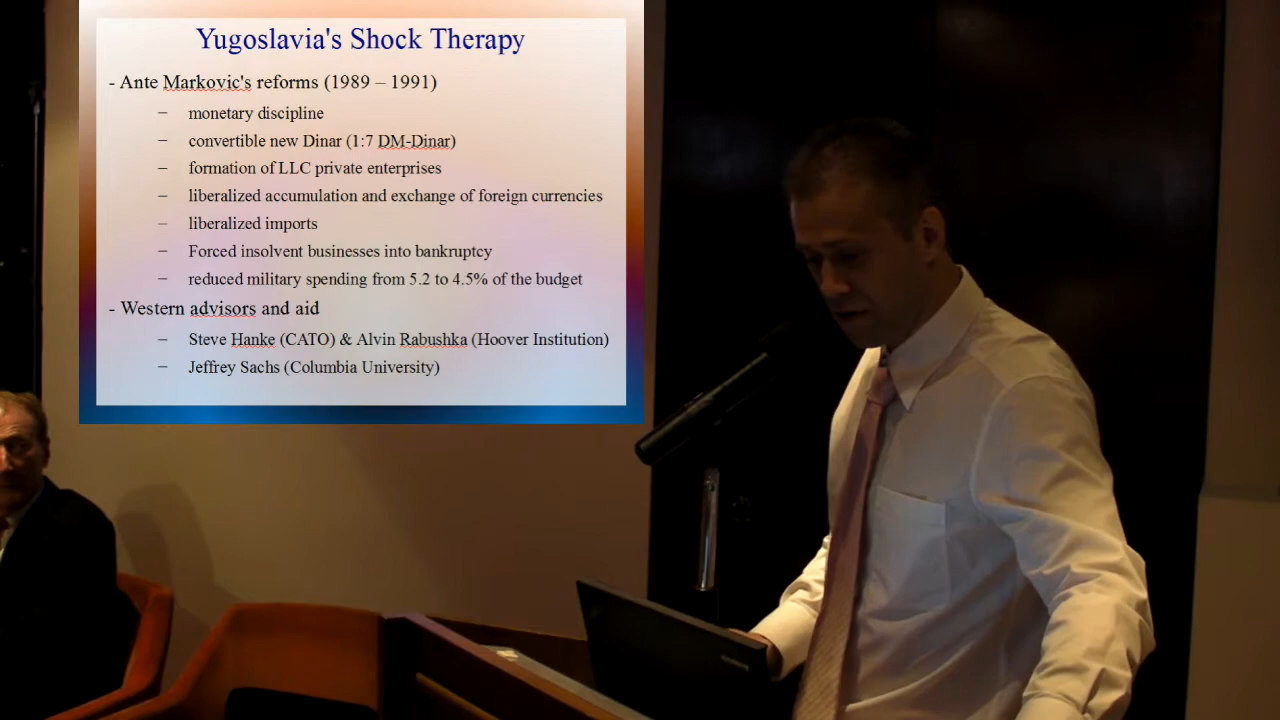 Yugoslavia's Shock Therapy
- Ante Markovic's reforms (1989 – 1991)
– monetary discipline
– convertible new Dinar (1:7 DM-Dinar)
– formation of LLC private enterprises
– liberalized accumulation and exchange of foreign currencies
– liberalized imports
– Forced insolvent businesses into bankruptcy
– reduced military spending from 5.2 to 4.5% of the budget
- Western advisors and aid
– Steve Hanke (CATO) & Alvin Rabushka (Hoover Institution)
– Jeffrey Sachs (Columbia University)